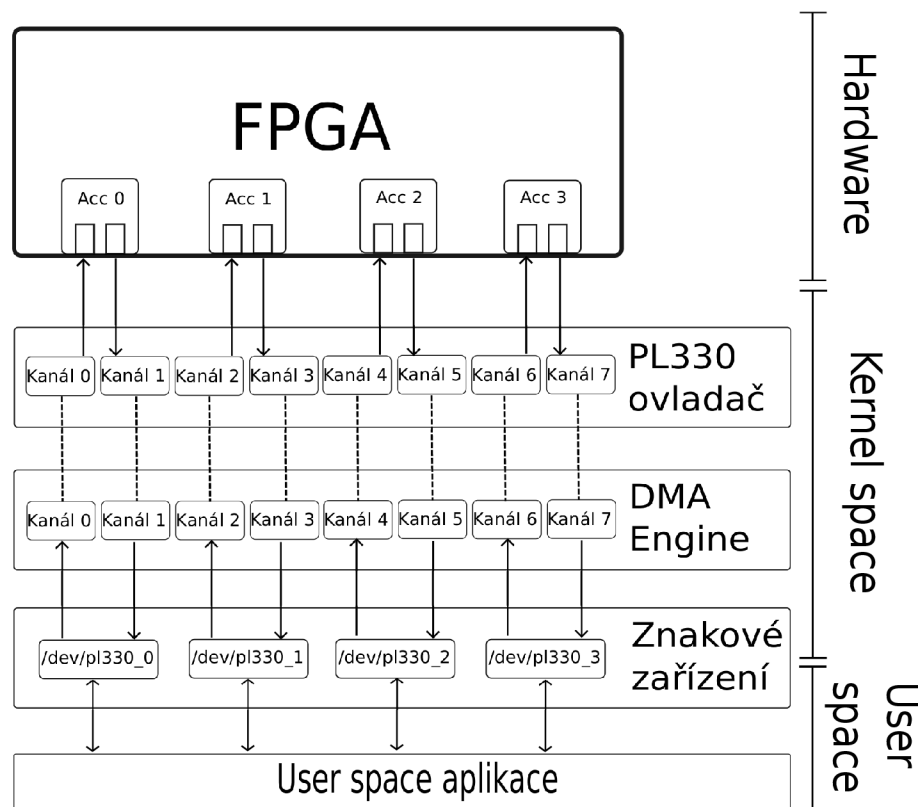 FPGA
Acc 0
Acc 1
Acc 2
Acc 3
Hardware
Kanál 0
Kanál 1
Kanál 2
Kanál 3
Kanál 4
Kanál 5
Kanál 6
Kanál 7
PL330
ovladač
Kernel space
Kanál 0
Kanál 1
Kanál 2
Kanál 3
Kanál 4
Kanál 5
Kanál 6
Kanál 7
DMA
Engine
/dev/pl330_0
/dev/pl330_1
/dev/pl330_2
/dev/pl330_3
Znakové
zařízení
User
space
User space aplikace